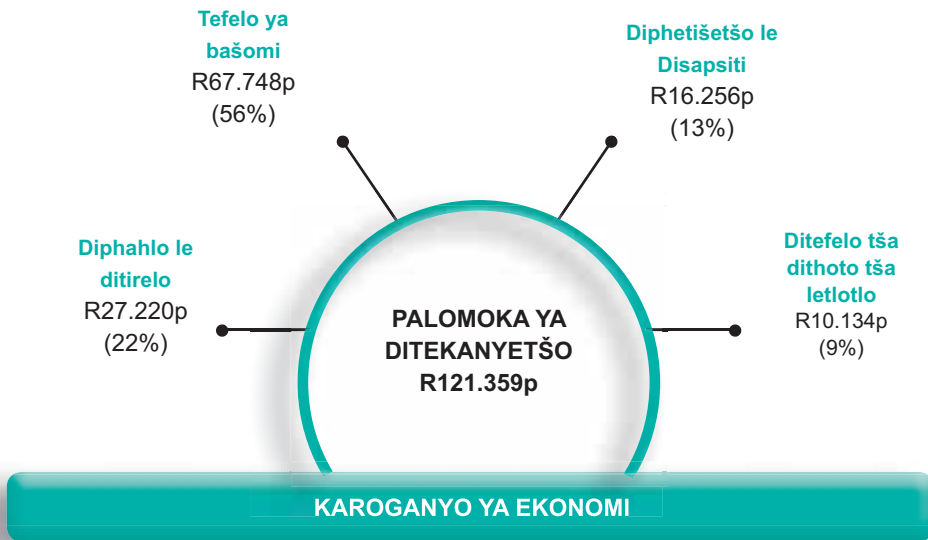 Tefelo ya
bašomi
R67.748p
(56%)
Diphetišetšo le
Disapsiti
R16.256p
(13%)
Diphahlo le
ditirelo
R27.220p
(22%)
Ditefelo tša
dithoto tša
letlotlo
R10.134p
(9%)
PALOMOKA YA
DITEKANYETŠO
R121.359p
KAROGANYO YA EKONOMI